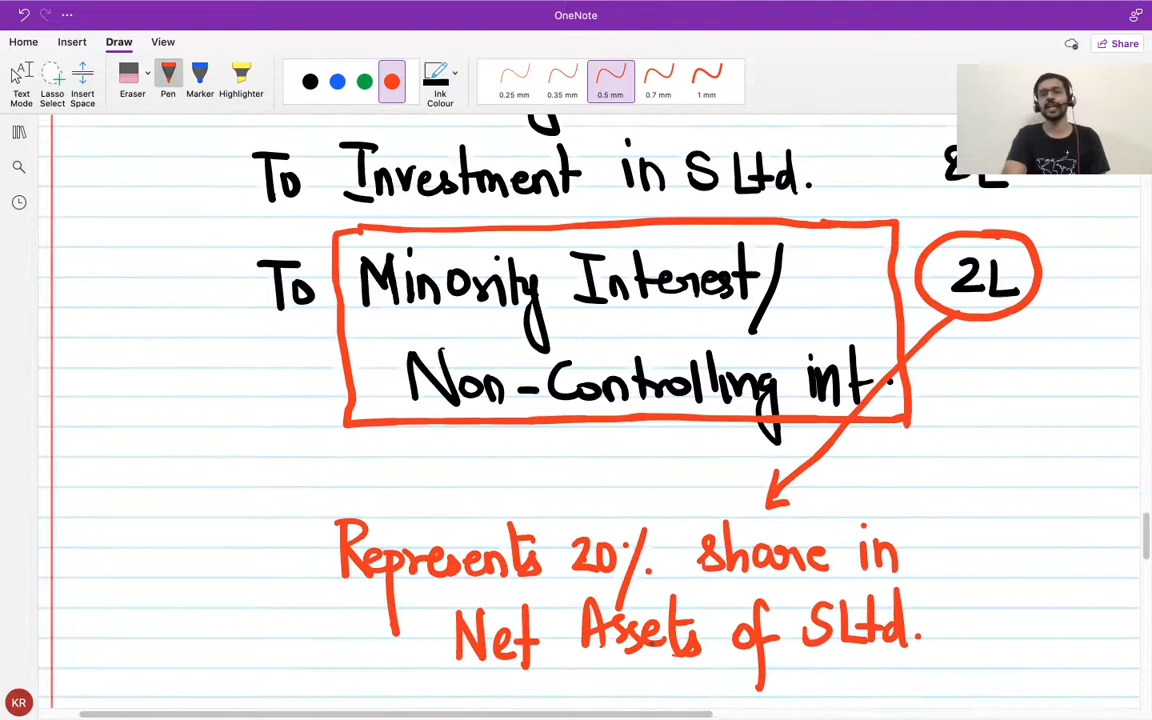 OneNote
Home Insert Draw View
Share
Text Mode
Lasso Select
Insert Space
Eraser
Pen
Marker
Highlighter
Ink Colour
0.25 mm 0.35 mm 0.5 mm 0.7 mm 1 mm
To Investment in S Ltd.
To Minority Interest/ 2L
Non-Controlling int.
Represents 20% share in
Net Assets of S Ltd.
KR